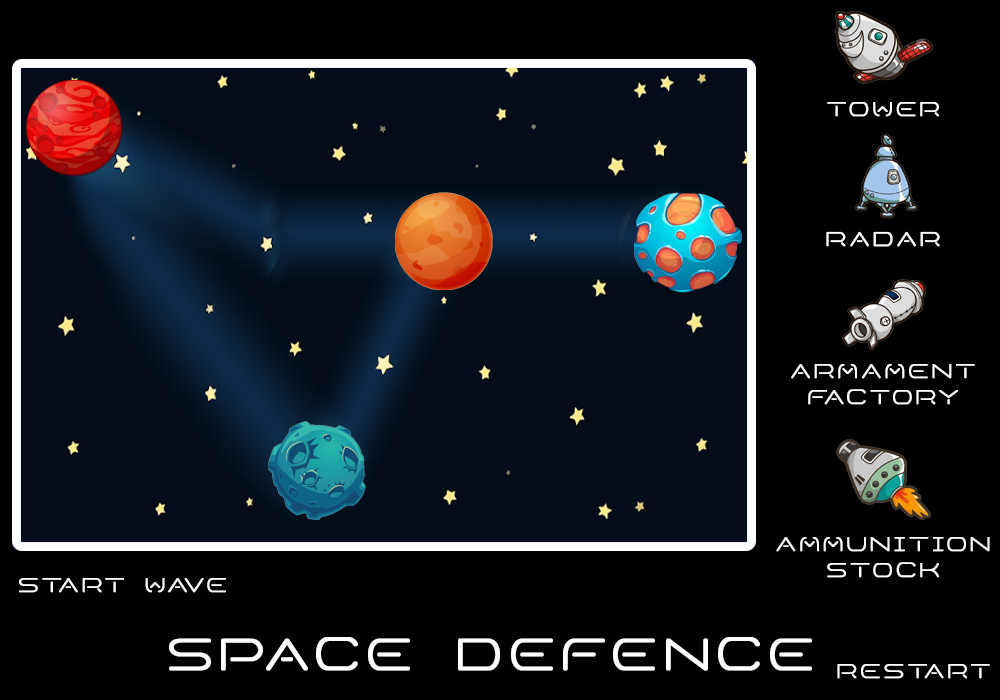 TOWER
RADAR
ARMAMENT
FACTORY
AMMUNITION
STOCK
START WAVE
SPACE DEFENCE
RESTART